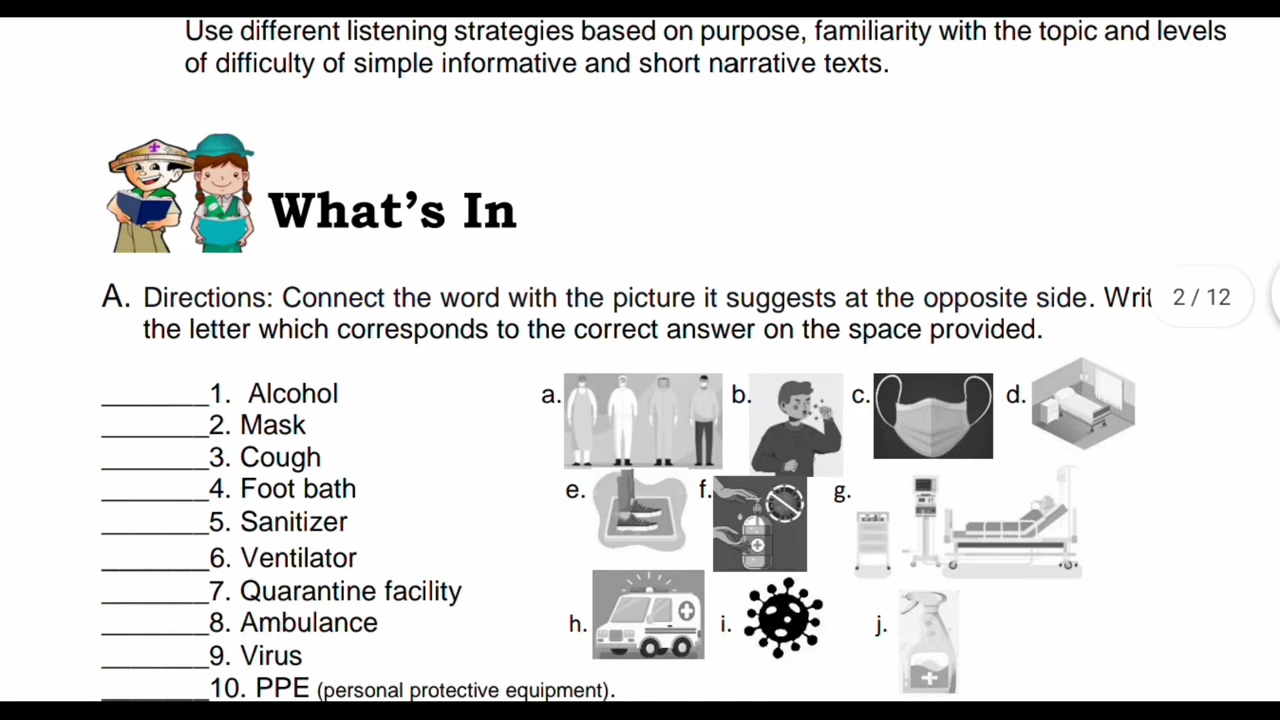 Use different listening strategies based on purpose, familiarity with the topic and levels
of difficulty of simple informative and short narrative texts.
What's In
A. Directions: Connect the word with the picture it suggests at the opposite side. Writ
2 / 12
the letter which corresponds to the correct answer on the space provided.
________1. Alcohol
________2. Mask
________3. Cough
________4. Foot bath
________5. Sanitizer
________6. Ventilator
________7. Quarantine facility
________8. Ambulance
________9. Virus
________10. PPE (personal protective equipment).
a. b. c. d.
e. f. g.
h. i. j.